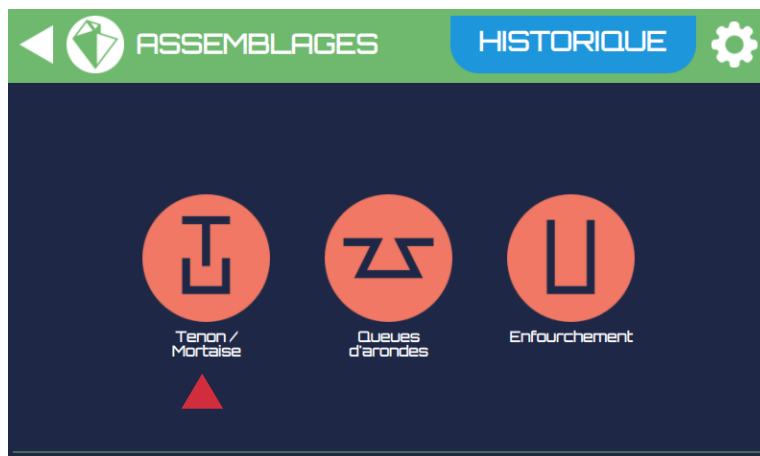 ASSEMBLAGES
HISTORIQUE
Tenon /
Mortaise
Queues
d'arondes
Enfourchement